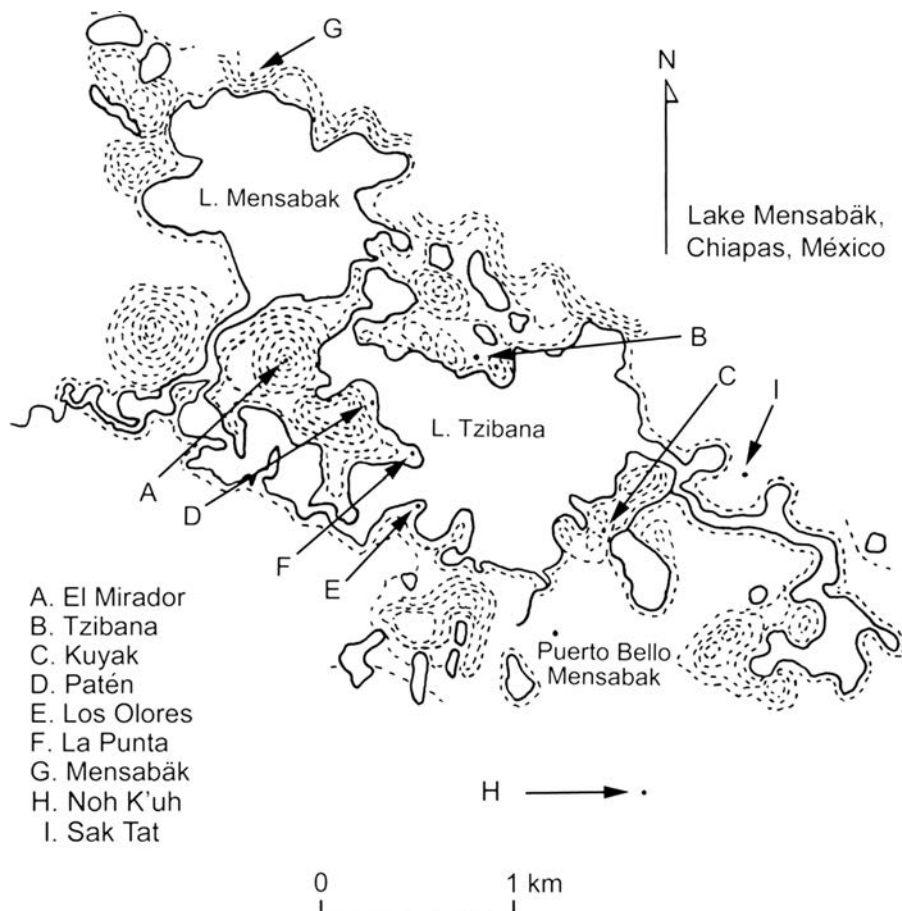 G
N
L. Mensabak
Lake Mensabäk,
Chiapas, México
B
C
I
L. Tzibana
A
D
F
E
A. El Mirador
B. Tzibana
C. Kuyak
D. Patén
E. Los Olores
F. La Punta
G. Mensabäk
H. Noh K'uh
I. Sak Tat
Puerto Bello
Mensabak
H
0 1 km